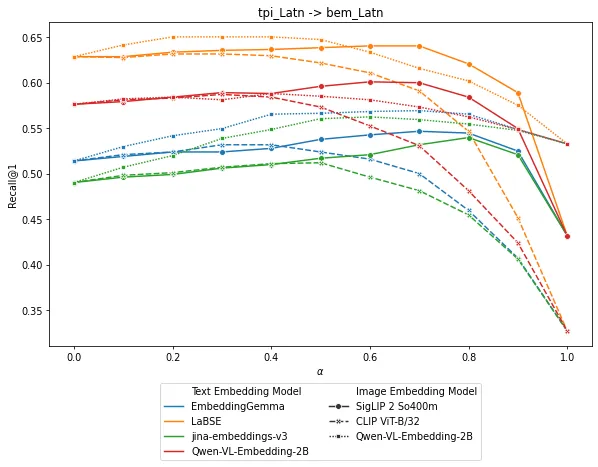 tpi_Latn -> bem_Latn
Recall@1
0.65
0.60
0.55
0.50
0.45
0.40
0.35
0.0 0.2 0.4 0.6 0.8 1.0
α
Text Embedding Model Image Embedding Model
EmbeddingGemma SigLIP 2 So400m
LaBSE CLIP ViT-B/32
jina-embeddings-v3 Qwen-VL-Embedding-2B
Qwen-VL-Embedding-2B